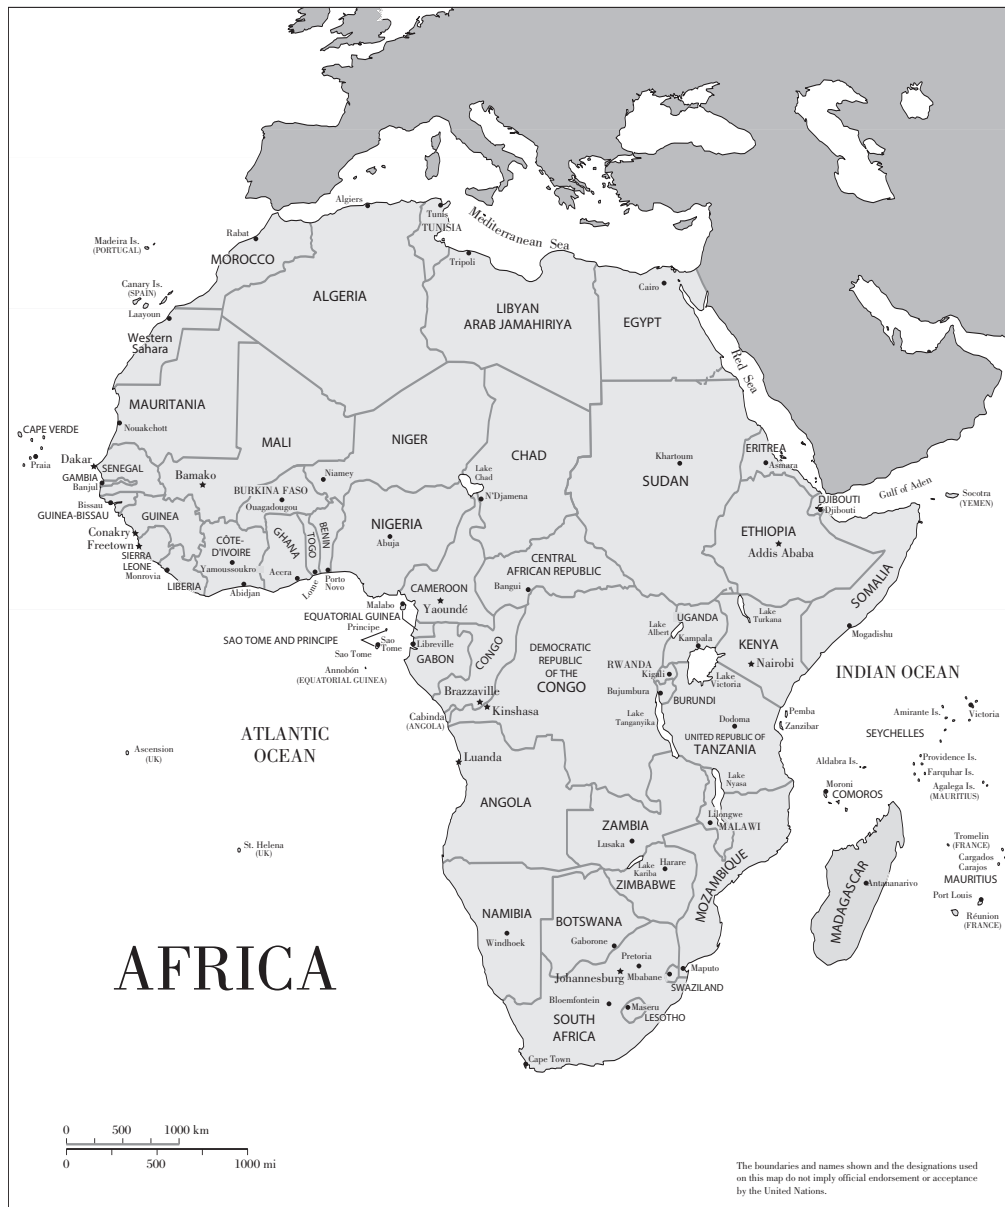 Algiers
Tunis
TUNISIA
Mediterranean Sea
Rabat
Madeira Is.
(PORTUGAL)
MOROCCO
Tripoli
Canary Is.
(SPAIN)
Laayoun
ALGERIA
LIBYAN
ARAB JAMAHIRIYA
Cairo
EGYPT
Western
Sahara
Red Sea
MAURITANIA
Nouakchott
CAPE VERDE
Praia
MALI
NIGER
CHAD
Khartoum
SUDAN
ERITREA
Asmara
Dakar
SENEGAL
GAMBIA
Banjul
Bamako
Niamey
Lake
Chad
N'Djamena
Gulf of Aden
Socotra
(YEMEN)
BURKINA FASO
Ouagadougou
Bissau
GUINEA-BISSAU
GUINEA
DJIBOUTI
Djibouti
NIGERIA
Abuja
ETHIOPIA
Addis Ababa
Conakry
Freetown
SIERRA
LEONE
Monrovia
LIBERIA
CÔTE-
D'IVOIRE
Yamoussoukro
Abidjan
GHANA
Accra
TOGO
Lome
BENIN
Porto
Novo
CENTRAL
AFRICAN REPUBLIC
Bangui
SOMALIA
CAMEROON
Yaoundé
Malabo
EQUATORIAL GUINEA
Principe
SAO TOME AND PRINCIPE
Sao
Tome
Sao Tome
Libreville
GABON
CONGO
Annobón
(EQUATORIAL GUINEA)
UGANDA
Lake
Albert
Kampala
Lake
Turkana
KENYA
Nairobi
Mogadishu
DEMOCRATIC
REPUBLIC
OF THE
CONGO
RWANDA
Kigali
Lake
Victoria
Bujumbura
BURUNDI
INDIAN OCEAN
Brazzaville
Kinshasa
Cabinda
(ANGOLA)
Lake
Tanganyika
Dodoma
UNITED REPUBLIC OF
TANZANIA
Pemba
Zanzibar
Amirante Is.
Victoria
SEYCHELLES
ATLANTIC
OCEAN
Ascension
(UK)
Luanda
Providence Is.
Aldabra Is.
Farquhar Is.
Agalega Is.
(MAURITIUS)
Moroni
COMOROS
Lake
Nyasa
ANGOLA
ZAMBIA
Lusaka
Lilongwe
MALAWI
St. Helena
(UK)
Lake
Kariba
Harare
ZIMBABWE
MOZAMBIQUE
Tromelin
(FRANCE)
Cargados
Carajos
MAURITIUS
Port Louis
Réunion
(FRANCE)
MADAGASCAR
Antananarivo
NAMIBIA
Windhoek
BOTSWANA
Gaborone
Pretoria
Johannesburg
Mbabane
Maputo
SWAZILAND
AFRICA
Bloemfontein
Maseru
LESOTHO
SOUTH
AFRICA
Cape Town
0 500 1000 km
0 500 1000 mi
The boundaries and names shown and the designations used
on this map do not imply official endorsement or acceptance
by the United Nations.